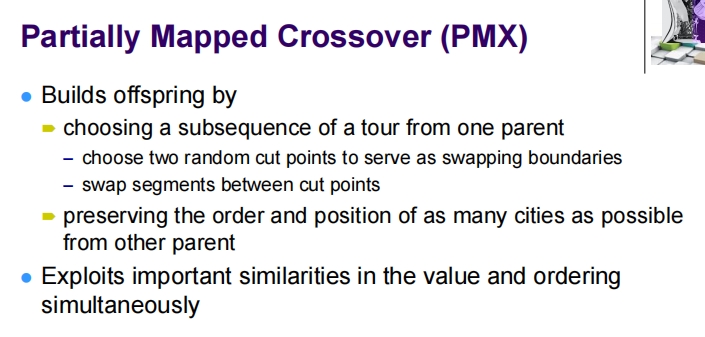 Partially Mapped Crossover (PMX)
● Builds offspring by
choosing a subsequence of a tour from one parent
– choose two random cut points to serve as swapping boundaries
– swap segments between cut points
preserving the order and position of as many cities as possible
from other parent
● Exploits important similarities in the value and ordering
simultaneously